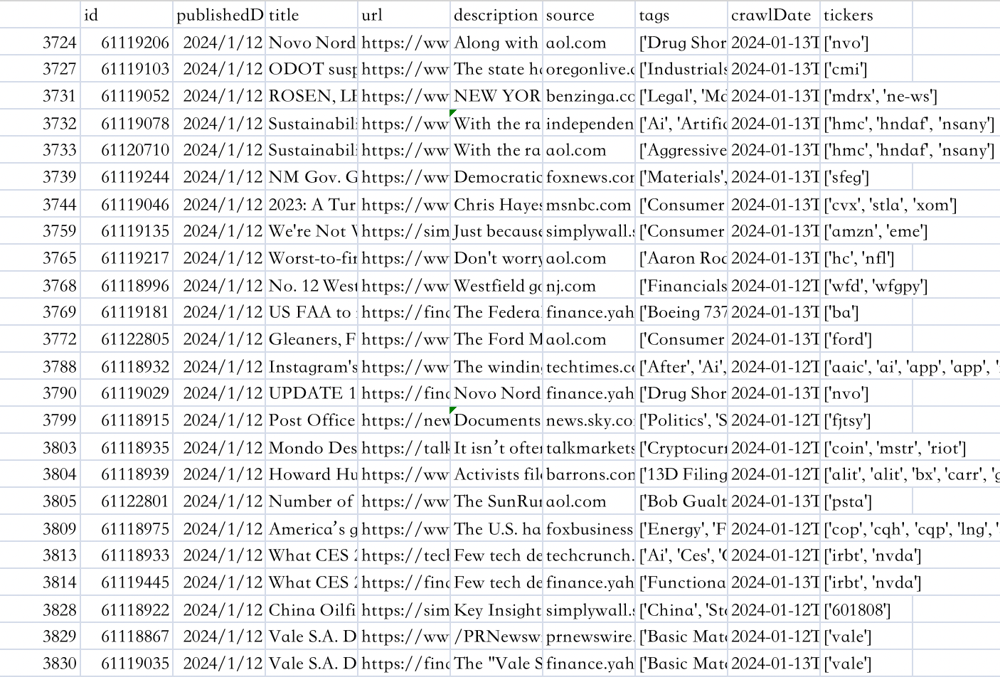 id publishedD title url description source tags crawlDate tickers
3724 61119206 2024/1/12 Novo Nord https://ww Along with aol.com ['Drug Shor 2024-01-13T ['nvo']
3727 61119103 2024/1/12 ODOT susp https://ww The state ha oregonlive.c ['Industrials 2024-01-13T ['cmi']
3731 61119052 2024/1/12 ROSEN, LE https://ww NEW YOR benzinga.co ['Legal', 'Md 2024-01-13T ['mdrx', 'ne-ws']
3732 61119078 2024/1/12 Sustainabili https://ww With the ra independen ['Ai', 'Artific 2024-01-13T ['hmc', 'hndaf', 'nsany']
3733 61120710 2024/1/12 Sustainabili https://ww With the ra aol.com ['Aggressive 2024-01-13T ['hmc', 'hndaf', 'nsany']
3739 61119244 2024/1/12 NM Gov. G https://ww Democratic foxnews.com ['Materials', 2024-01-13T ['sfeg']
3744 61119046 2024/1/12 2023: A Tur https://ww Chris Hayes msnbc.com ['Consumer 2024-01-13T ['cvx', 'stla', 'xom']
3759 61119135 2024/1/12 We're Not W https://sim Just because simplywall.s ['Consumer 2024-01-13T ['amzn', 'eme']
3765 61119217 2024/1/12 Worst-to-fir https://ww Don't worry aol.com ['Aaron Rod 2024-01-13T ['hc', 'nfl']
3768 61118996 2024/1/12 No. 12 West https://ww Westfield go nj.com ['Financials 2024-01-12T ['wfd', 'wfgpy']
3769 61119181 2024/1/12 US FAA to https://fina The Federal finance.yah ['Boeing 737 2024-01-13T ['ba']
3772 61122805 2024/1/12 Gleaners, F https://ww The Ford M aol.com ['Consumer 2024-01-13T ['ford']
3788 61118932 2024/1/12 Instagram's https://ww The winding techtimes.co ['After', 'Ai', 2024-01-12T ['aaic', 'ai', 'app', 'app', '
3790 61119029 2024/1/12 UPDATE 1 https://fina Novo Nord finance.yah ['Drug Shor 2024-01-13T ['nvo']
3799 61118915 2024/1/12 Post Office https://new Documents news.sky.co ['Politics', 'S 2024-01-12T ['fjtsy']
3803 61118935 2024/1/12 Mondo Des https://talk It isn’t often talkmarkets ['Cryptocurr 2024-01-12T ['coin', 'mstr', 'riot']
3804 61118939 2024/1/12 Howard Hu https://ww Activists file barrons.com ['13D Filing 2024-01-12T ['alit', 'alit', 'bx', 'carr', 'g
3805 61122801 2024/1/12 Number of https://ww The SunRun aol.com ['Bob Gualt 2024-01-13T ['psta']
3809 61118975 2024/1/12 America’s g https://ww The U.S. ha foxbusiness ['Energy', 'F 2024-01-12T ['cop', 'cqh', 'cqp', 'lng', '
3813 61118933 2024/1/12 What CES 2 https://tech Few tech de techcrunch. ['Ai', 'Ces', 'C 2024-01-12T ['irbt', 'nvda']
3814 61119445 2024/1/12 What CES 2 https://fina Few tech de finance.yah ['Functiona 2024-01-13T ['irbt', 'nvda']
3828 61118922 2024/1/12 China Oilfi https://sim Key Insight simplywall.s ['China', 'Sto 2024-01-12T ['601808']
3829 61118867 2024/1/12 Vale S.A. D https://ww /PRNewsw prnewswire. ['Basic Mate 2024-01-12T ['vale']
3830 61119035 2024/1/12 Vale S.A. D https://fina The "Vale S finance.yah ['Basic Mate 2024-01-13T ['vale']